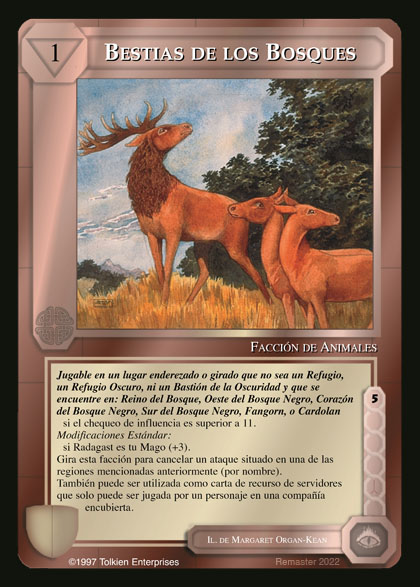 1
Bestias de los Bosques
Facción de Animales
Jugable en un lugar enderezado o girado que no sea un Refugio,
un Refugio Oscuro, ni un Bastión de la Oscuridad y que se
encuentre en: Reino del Bosque, Oeste del Bosque Negro, Corazón
del Bosque Negro, Sur del Bosque Negro, Fangorn, o Cardolan
si el chequeo de influencia es superior a 11.
Modificaciones Estándar:
si Radagast es tu Mago (+3).
Gira esta facción para cancelar un ataque situado en una de las
regiones mencionadas anteriormente (por nombre).
También puede ser utilizada como carta de recurso de servidores
que solo puede ser jugada por un personaje en una compañía
encubierta.
5
Il. de Margaret Organ-Kean
©1997 Tolkien Enterprises
Remaster 2022